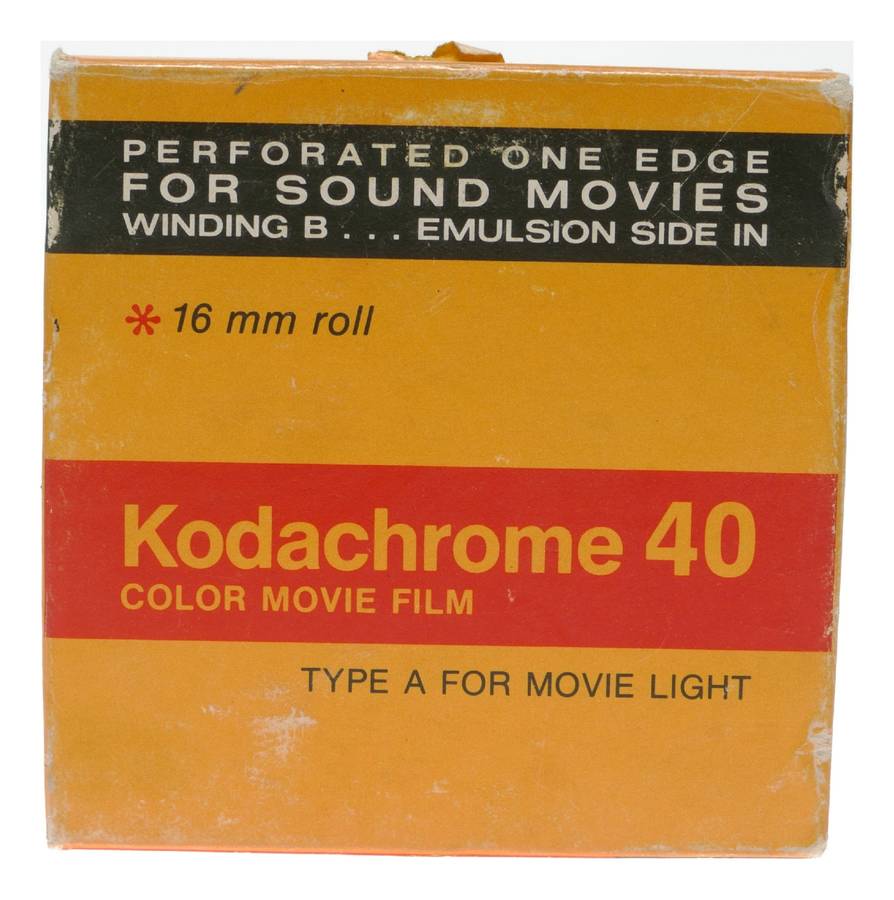 PERFORATED ONE EDGE
FOR SOUND MOVIES
WINDING B . . . EMULSION SIDE IN
* 16 mm roll
Kodachrome 40
COLOR MOVIE FILM
TYPE A FOR MOVIE LIGHT